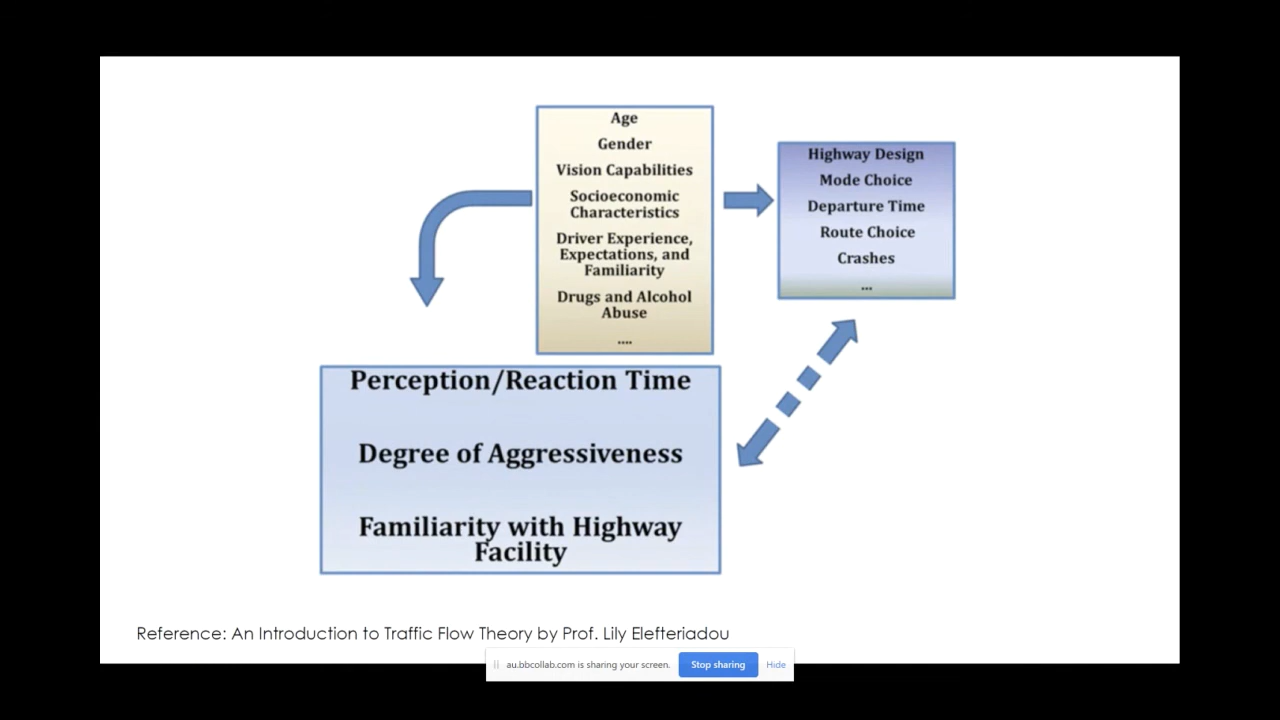 Age
Gender
Vision Capabilities
Socioeconomic
Characteristics
Driver Experience,
Expectations, and
Familiarity
Drugs and Alcohol
Abuse
....
Highway Design
Mode Choice
Departure Time
Route Choice
Crashes
...
Perception/Reaction Time
Degree of Aggressiveness
Familiarity with Highway
Facility
Reference: An Introduction to Traffic Flow Theory by Prof. Lily Elefteriadou
au.bbcollab.com is sharing your screen.
Stop sharing
Hide